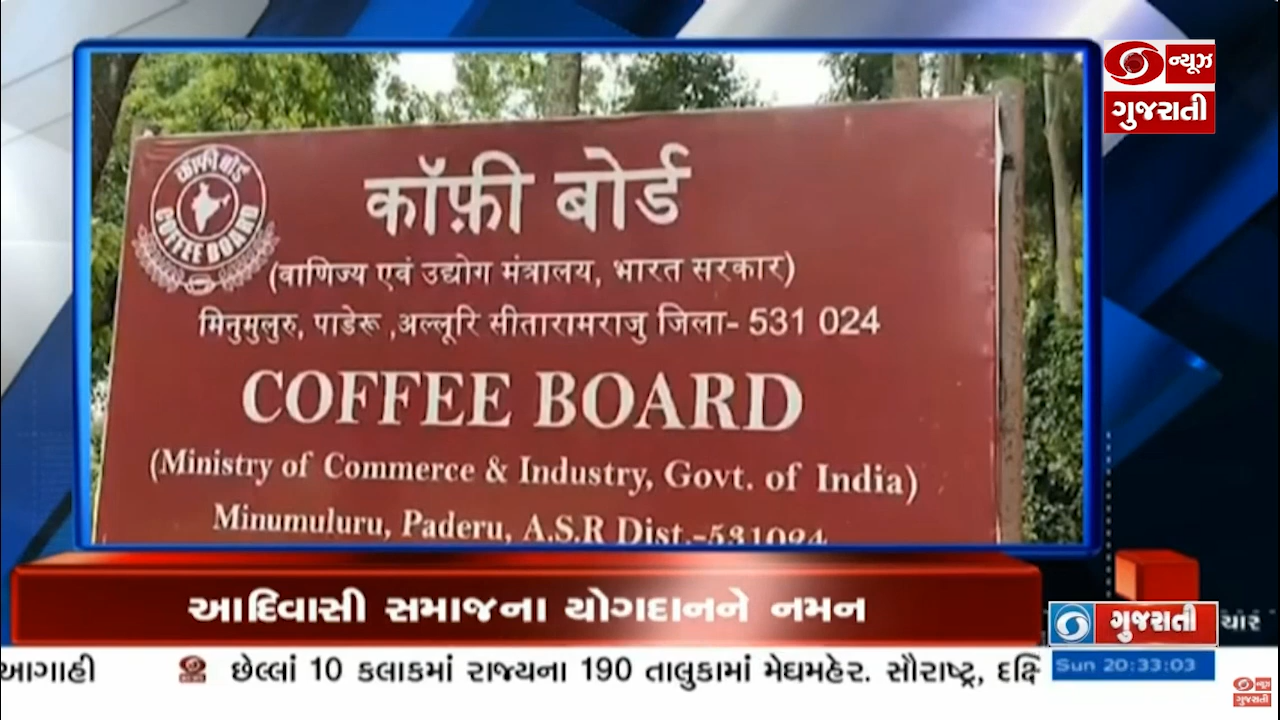 न्यूज़
ગુજરાતી
कॉफी बोर्ड
COFFEE BOARD
कॉफ़ी बोर्ड
(वाणिज्य एवं उद्योग मंत्रालय, भारत सरकार)
मिनुमुलुरु, पाडेरू ,अल्लूरि सीतारामराजु जिला- 531 024
COFFEE BOARD
(Ministry of Commerce & Industry, Govt. of India)
Minumuluru, Paderu, A.S.R Dist.-531024
આદિવાસી સમાજના યોગદાનને નમન
ગુજરાતી
આગાહી છેલ્લાં 10 કલાકમાં રાજ્યના 190 તાલુકામાં મેઘમહેર. સૌરાષ્ટ્ર, દક્ષિ
Sun 20:33:03
न्यूज़
ગુજરાતી